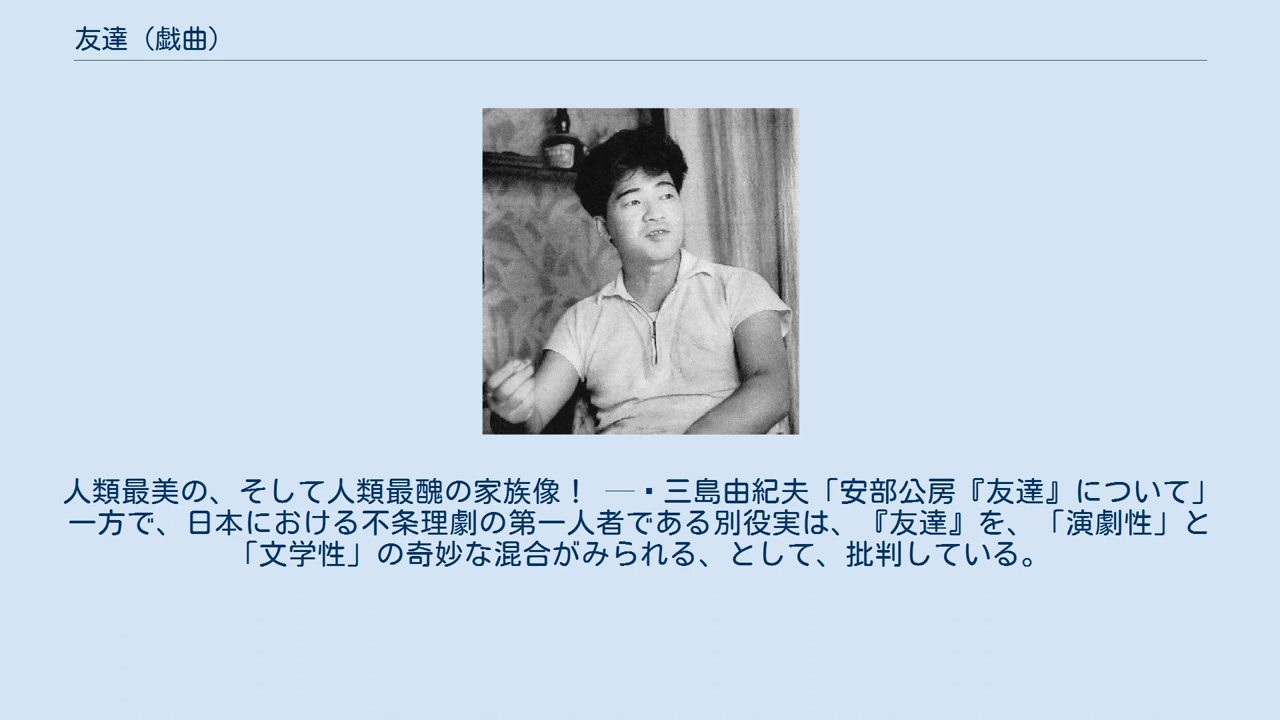 友達（戯曲）
人類最美の、そして人類最醜の家族像！ ─・三島由紀夫「安部公房『友達』について」
一方で、日本における不条理劇の第一人者である別役実は、『友達』を、「演劇性」と
「文学性」の奇妙な混合がみられる、として、批判している。